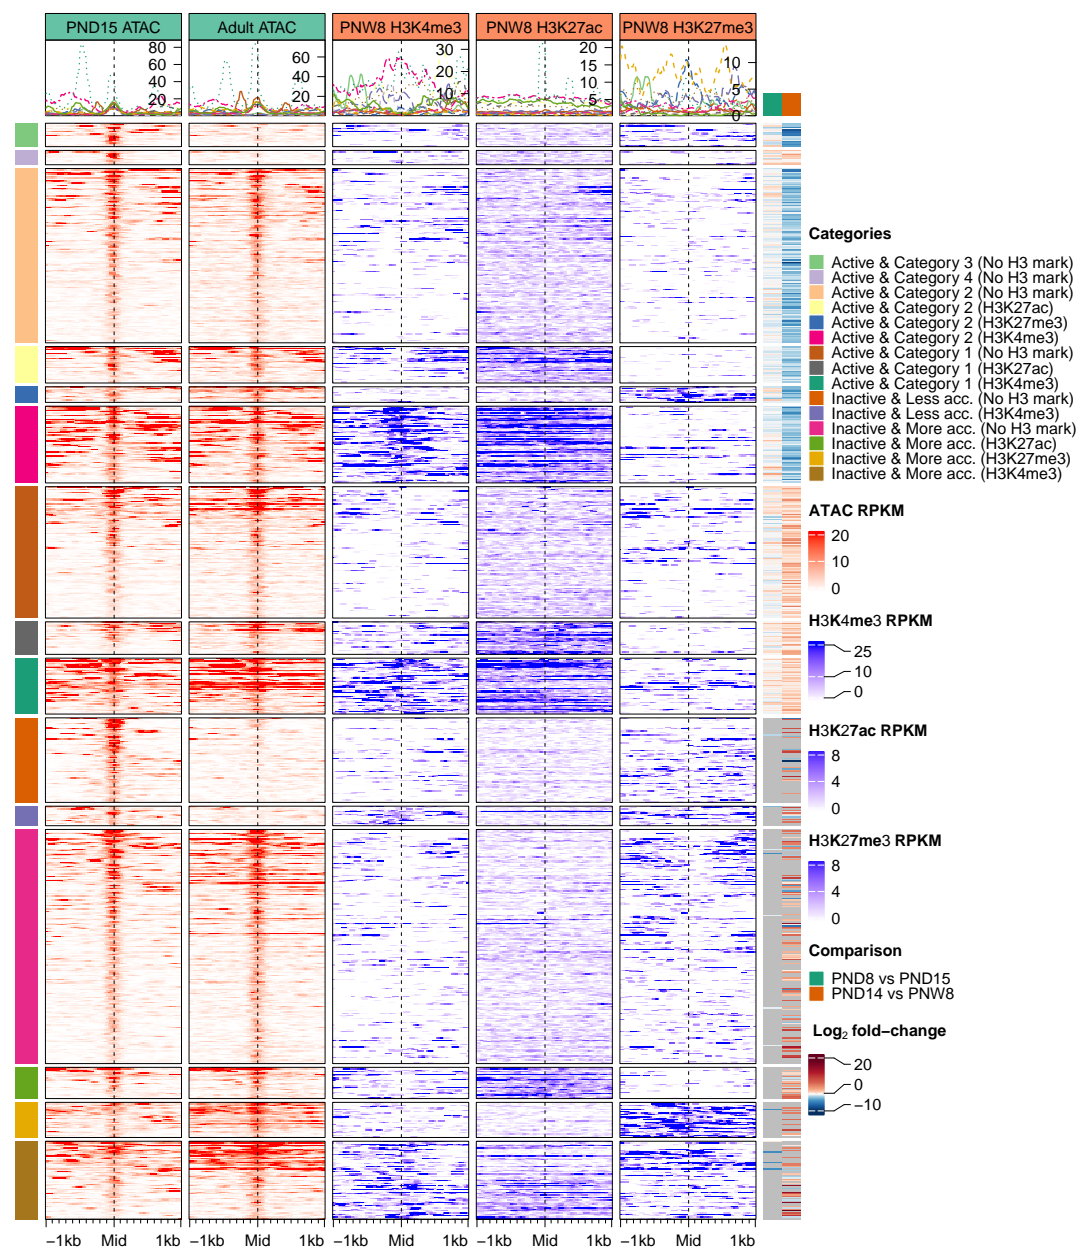 PND15 ATAC
Adult ATAC
PNW8 H3K4me3
PNW8 H3K27ac
PNW8 H3K27me3
80
60
40
20
60
40
20
30
20
10
20
15
10
5
10
5
0
Categories
Active & Category 3 (No H3 mark)
Active & Category 4 (No H3 mark)
Active & Category 2 (No H3 mark)
Active & Category 2 (H3K27ac)
Active & Category 2 (H3K27me3)
Active & Category 2 (H3K4me3)
Active & Category 1 (No H3 mark)
Active & Category 1 (H3K27ac)
Active & Category 1 (H3K4me3)
Inactive & Less acc. (No H3 mark)
Inactive & Less acc. (H3K4me3)
Inactive & More acc. (No H3 mark)
Inactive & More acc. (H3K27ac)
Inactive & More acc. (H3K27me3)
Inactive & More acc. (H3K4me3)
ATAC RPKM
20
10
0
H3K4me3 RPKM
25
10
0
H3K27ac RPKM
8
4
0
H3K27me3 RPKM
8
4
0
Comparison
PND8 vs PND15
PND14 vs PNW8
Log₂ fold−change
20
0
−10
−1kb Mid 1kb
−1kb Mid 1kb
−1kb Mid 1kb
−1kb Mid 1kb
−1kb Mid 1kb